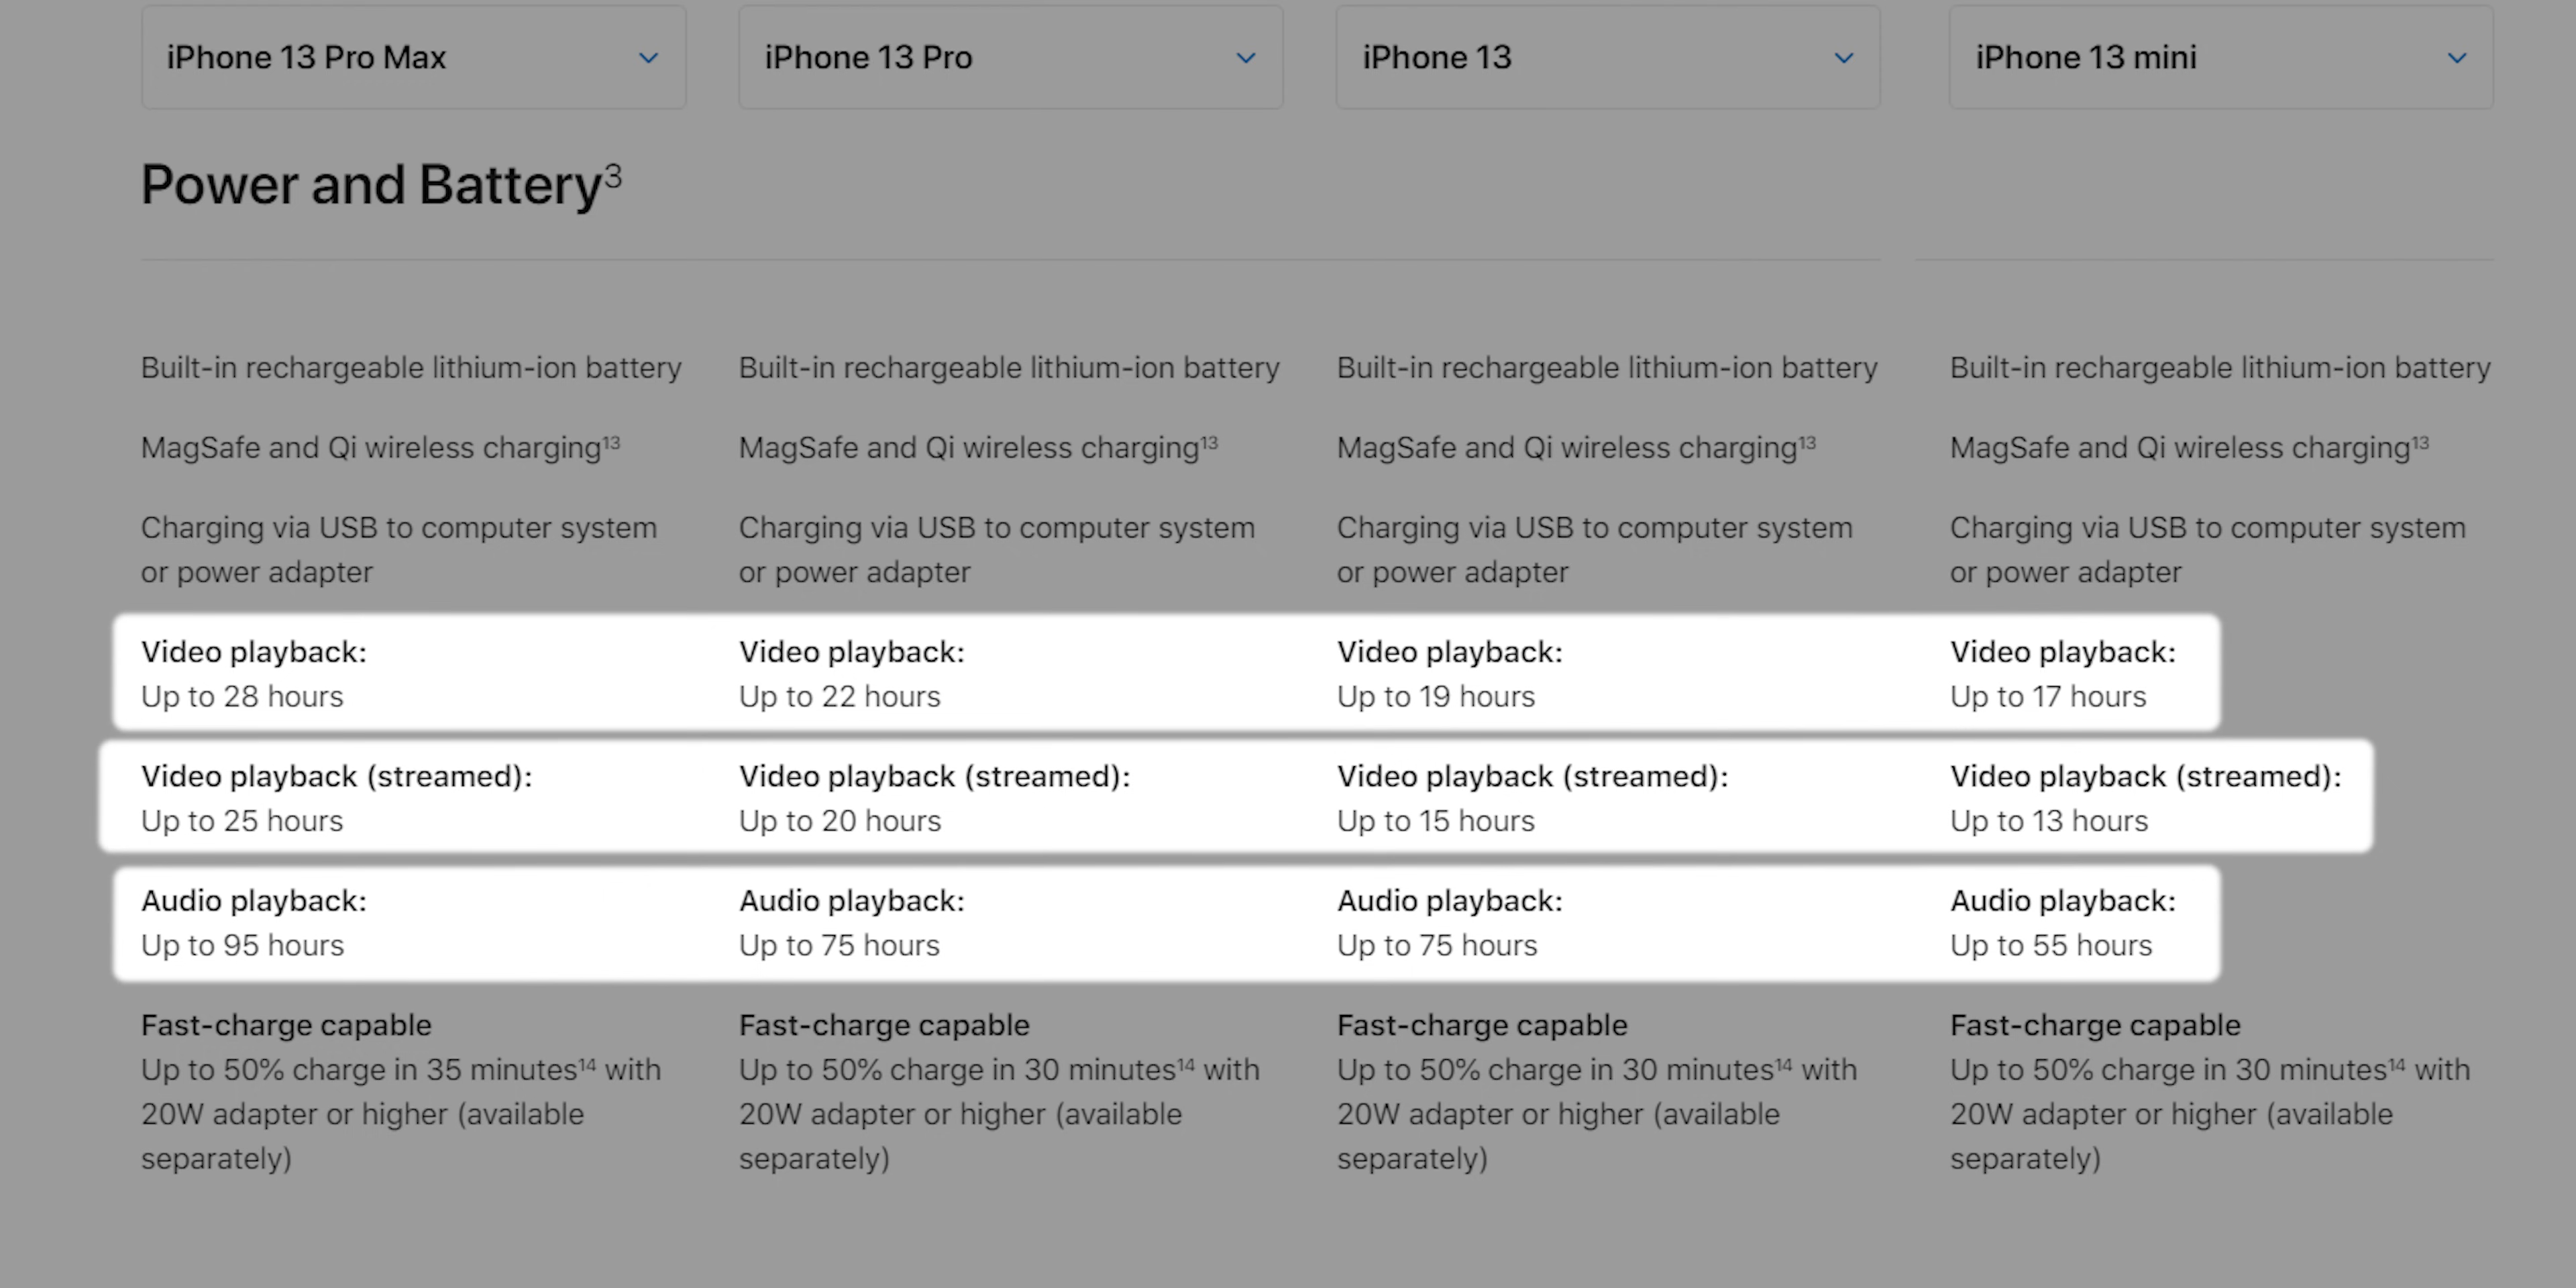 iPhone 13 Pro Max
iPhone 13 Pro
iPhone 13
iPhone 13 mini
Power and Battery³
Built-in rechargeable lithium-ion battery
MagSafe and Qi wireless charging¹³
Charging via USB to computer system
or power adapter
Video playback:
Up to 28 hours
Video playback (streamed):
Up to 25 hours
Audio playback:
Up to 95 hours
Fast-charge capable
Up to 50% charge in 35 minutes¹⁴ with
20W adapter or higher (available
separately)
Built-in rechargeable lithium-ion battery
MagSafe and Qi wireless charging¹³
Charging via USB to computer system
or power adapter
Video playback:
Up to 22 hours
Video playback (streamed):
Up to 20 hours
Audio playback:
Up to 75 hours
Fast-charge capable
Up to 50% charge in 30 minutes¹⁴ with
20W adapter or higher (available
separately)
Built-in rechargeable lithium-ion battery
MagSafe and Qi wireless charging¹³
Charging via USB to computer system
or power adapter
Video playback:
Up to 19 hours
Video playback (streamed):
Up to 15 hours
Audio playback:
Up to 75 hours
Fast-charge capable
Up to 50% charge in 30 minutes¹⁴ with
20W adapter or higher (available
separately)
Built-in rechargeable lithium-ion battery
MagSafe and Qi wireless charging¹³
Charging via USB to computer system
or power adapter
Video playback:
Up to 17 hours
Video playback (streamed):
Up to 13 hours
Audio playback:
Up to 55 hours
Fast-charge capable
Up to 50% charge in 30 minutes¹⁴ with
20W adapter or higher (available
separately)